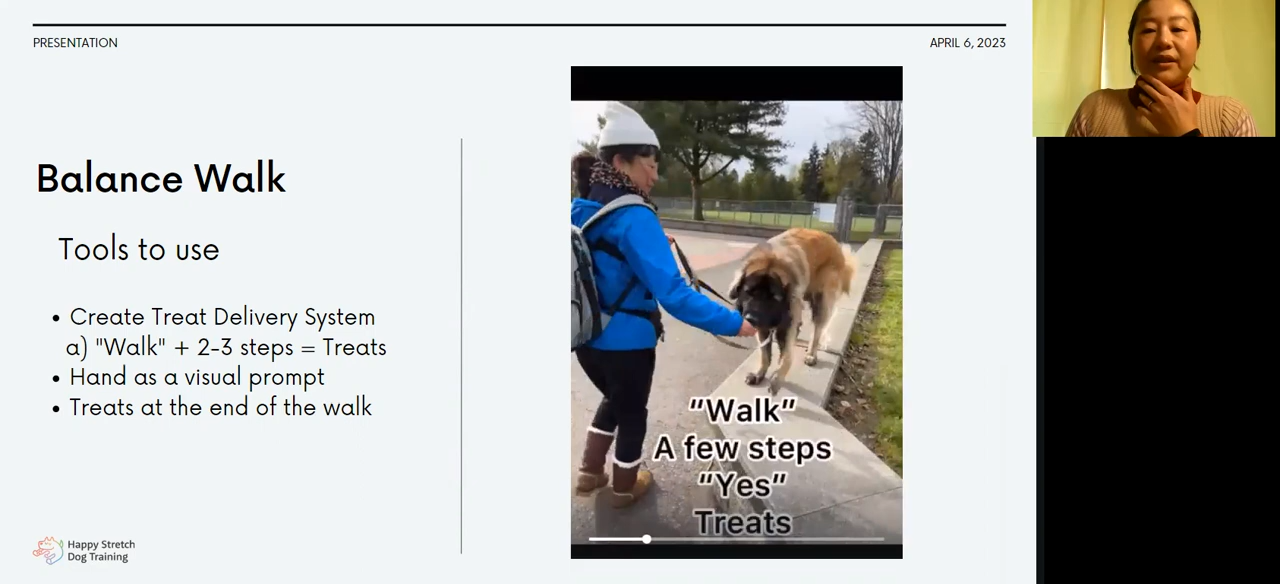 PRESENTATION
APRIL 6, 2023
Balance Walk
Tools to use
• Create Treat Delivery System
a) "Walk" + 2-3 steps = Treats
• Hand as a visual prompt
• Treats at the end of the walk
"Walk"
A few steps
"Yes"
Treats
Happy Stretch
Dog Training